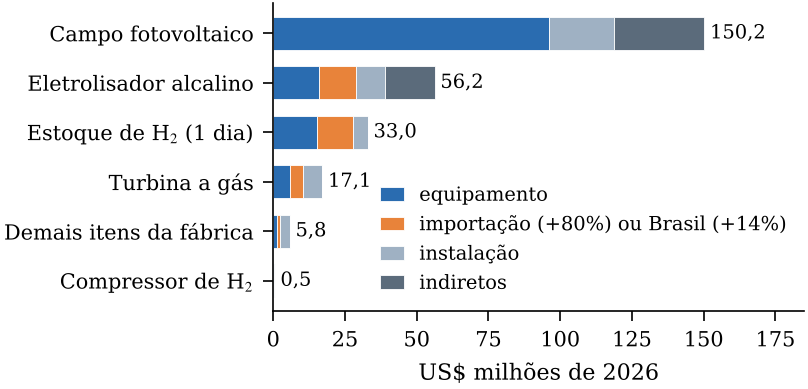 Campo fotovoltaico 150,2
Eletrolisador alcalino 56,2
Estoque de H₂ (1 dia) 33,0
Turbina a gás 17,1
Demais itens da fábrica 5,8
Compressor de H₂ 0,5
equipamento
importação (+80%) ou Brasil (+14%)
instalação
indiretos
0 25 50 75 100 125 150 175
US$ milhões de 2026